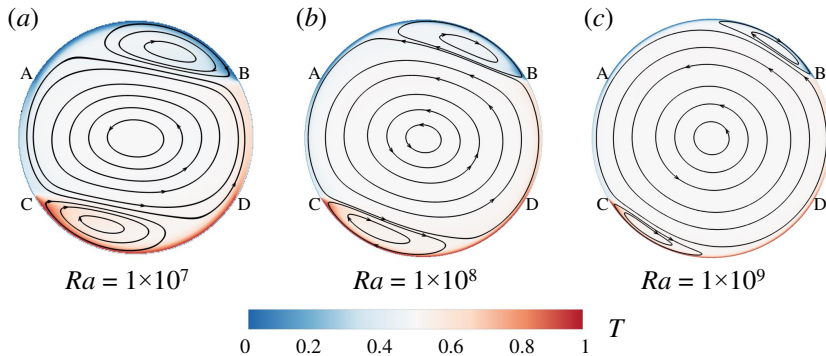 (a) (b) (c)
A B A B A B
C D C D C D
Ra = 1×10⁷ Ra = 1×10⁸ Ra = 1×10⁹
0 0.2 0.4 0.6 0.8 1 T